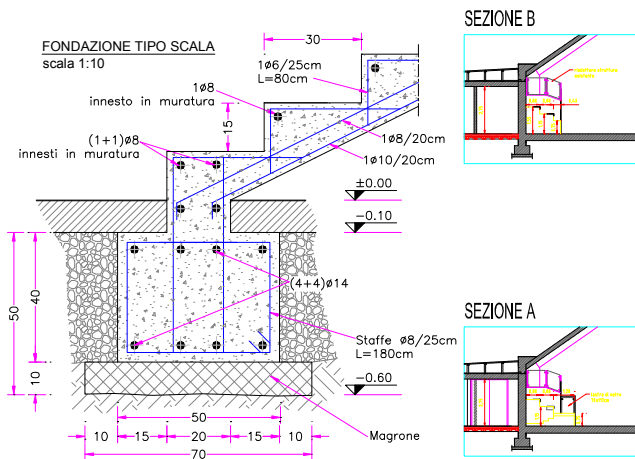 FONDAZIONE TIPO SCALA
scala 1:10
30
1ø6/25cm
L=80cm
1ø8
innesto in muratura
15
(1+1)ø8
innesti in muratura
1ø8/20cm
1ø10/20cm
±0.00
−0.10
50
40
10
(4+4)ø14
Staffe ø8/25cm
L=180cm
−0.60
50
10
15
20
15
10
70
Magrone
SEZIONE B
SEZIONE A